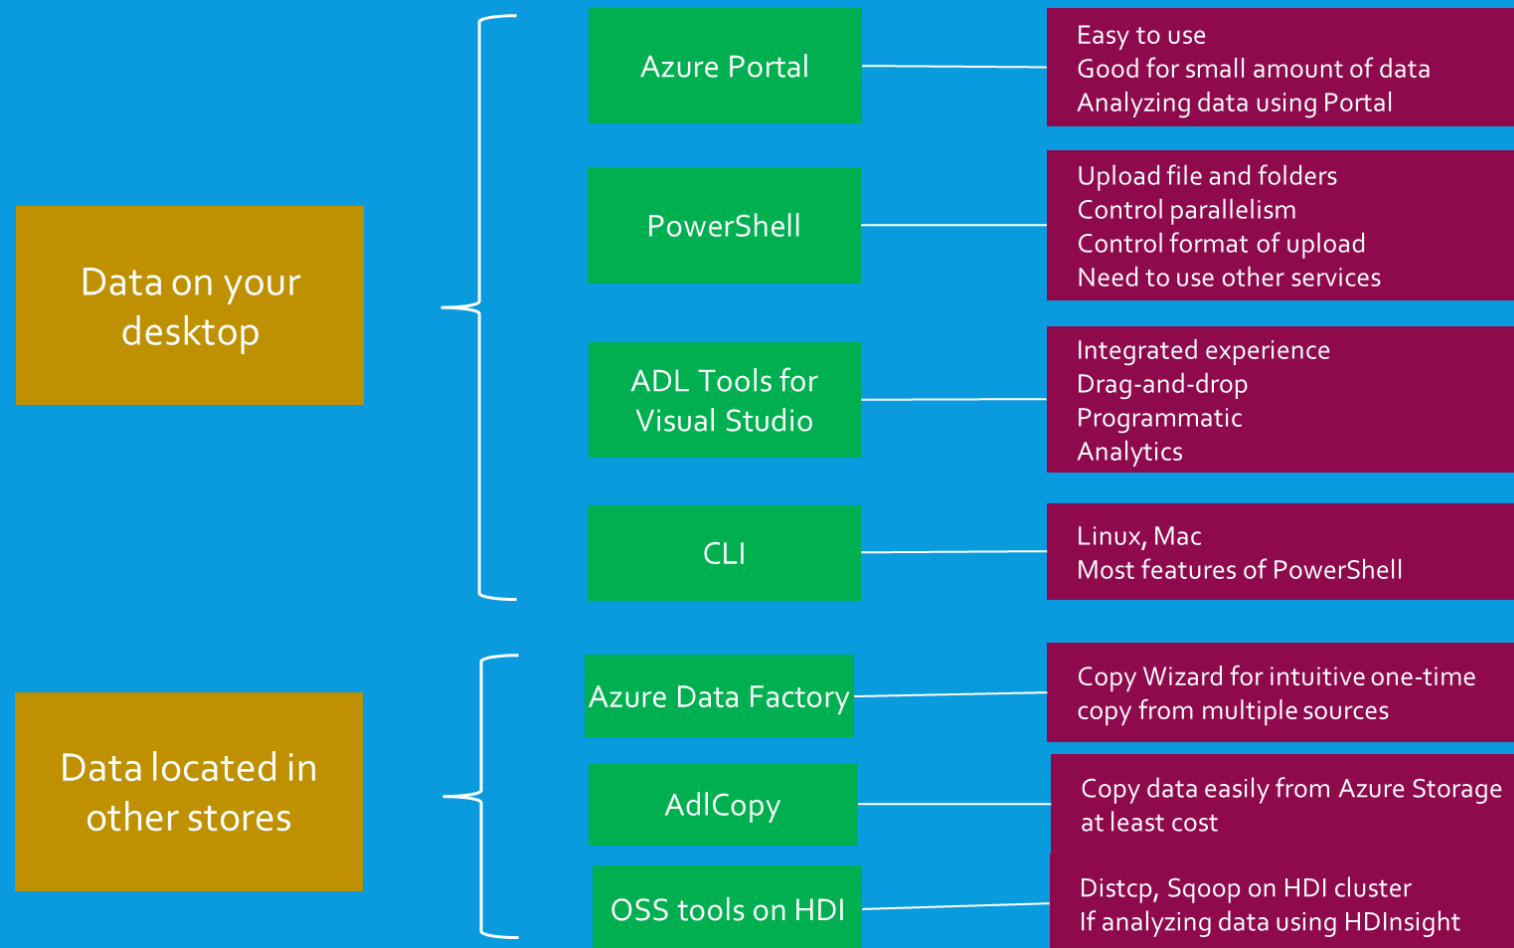 Data on your
desktop
Azure Portal
Easy to use
Good for small amount of data
Analyzing data using Portal
PowerShell
Upload file and folders
Control parallelism
Control format of upload
Need to use other services
ADL Tools for
Visual Studio
Integrated experience
Drag-and-drop
Programmatic
Analytics
CLI
Linux, Mac
Most features of PowerShell
Data located in
other stores
Azure Data Factory
Copy Wizard for intuitive one-time
copy from multiple sources
AdlCopy
Copy data easily from Azure Storage
at least cost
OSS tools on HDI
Distcp, Sqoop on HDI cluster
If analyzing data using HDInsight